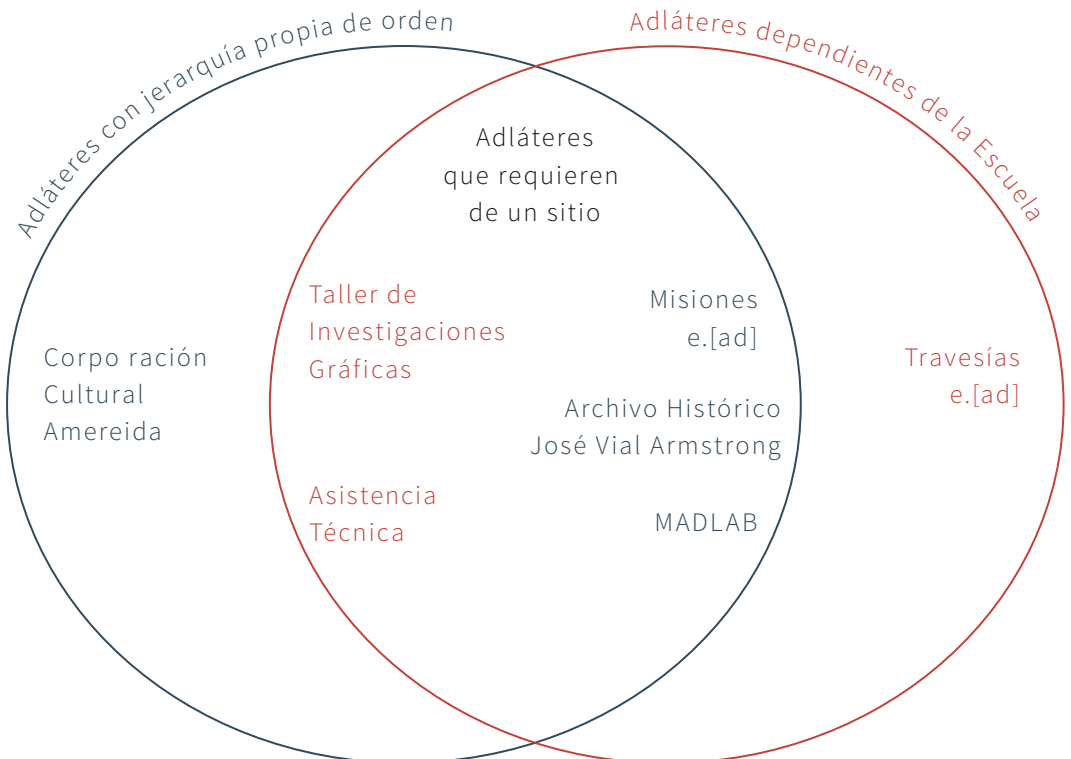 Adláteres con jerarquía propia de orden
Adláteres dependientes de la Escuela
Adláteres
que requieren
de un sitio
Corpo ración
Cultural
Amereida
Taller de
Investigaciones
Gráficas
Asistencia
Técnica
Misiones
e.[ad]
Archivo Histórico
José Vial Armstrong
MADLAB
Travesías
e.[ad]